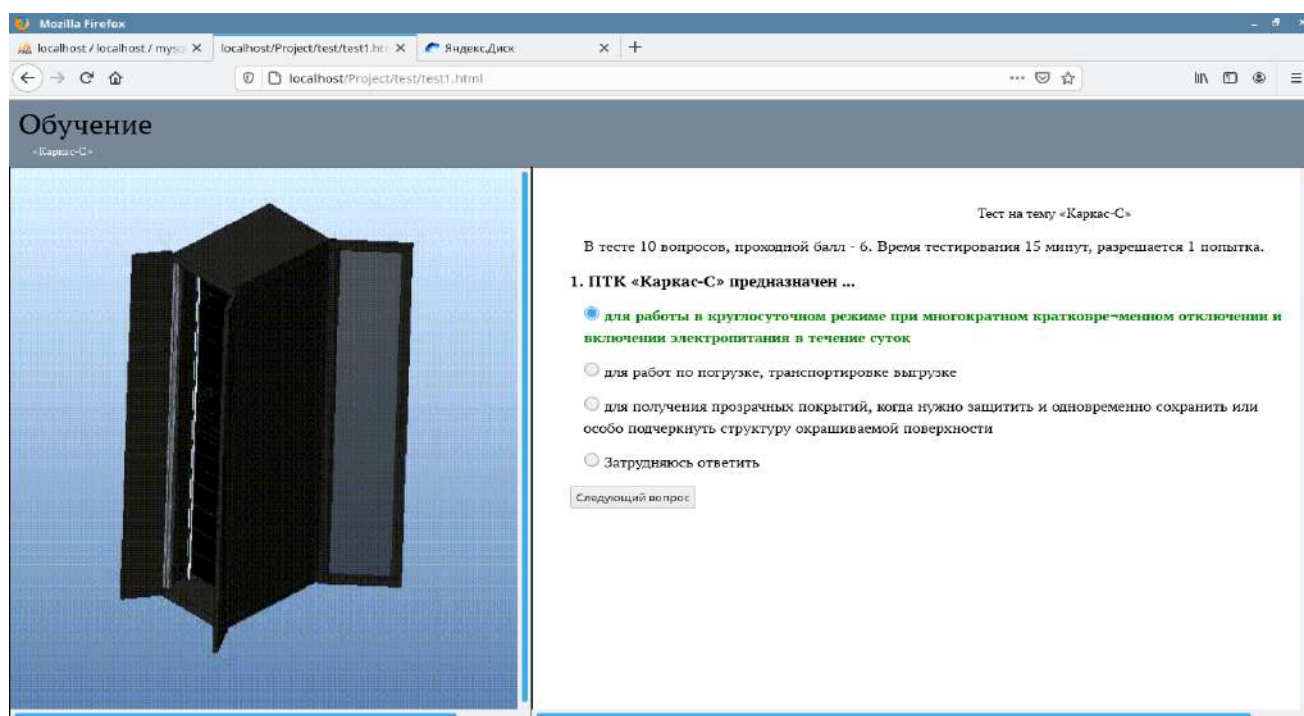 Mozilla Firefox
localhost / localhost / mysq
localhost/Project/test/test1.ht
Яндекс.Диск
localhost/Project/test/test1.html
Обучение
«Каркас-С»
Тест на тему «Каркас-С»
В тесте 10 вопросов, проходной балл - 6. Время тестирования 15 минут, разрешается 1 попытка.
1. ПТК «Каркас-С» предназначен ...
для работы в круглосуточном режиме при многократном кратковре¬менном отключении и
включении электропитания в течение суток
для работ по погрузке, транспортировке выгрузке
для получения прозрачных покрытий, когда нужно защитить и одновременно сохранить или
особо подчеркнуть структуру окрашиваемой поверхности
Затрудняюсь ответить
Следующий вопрос